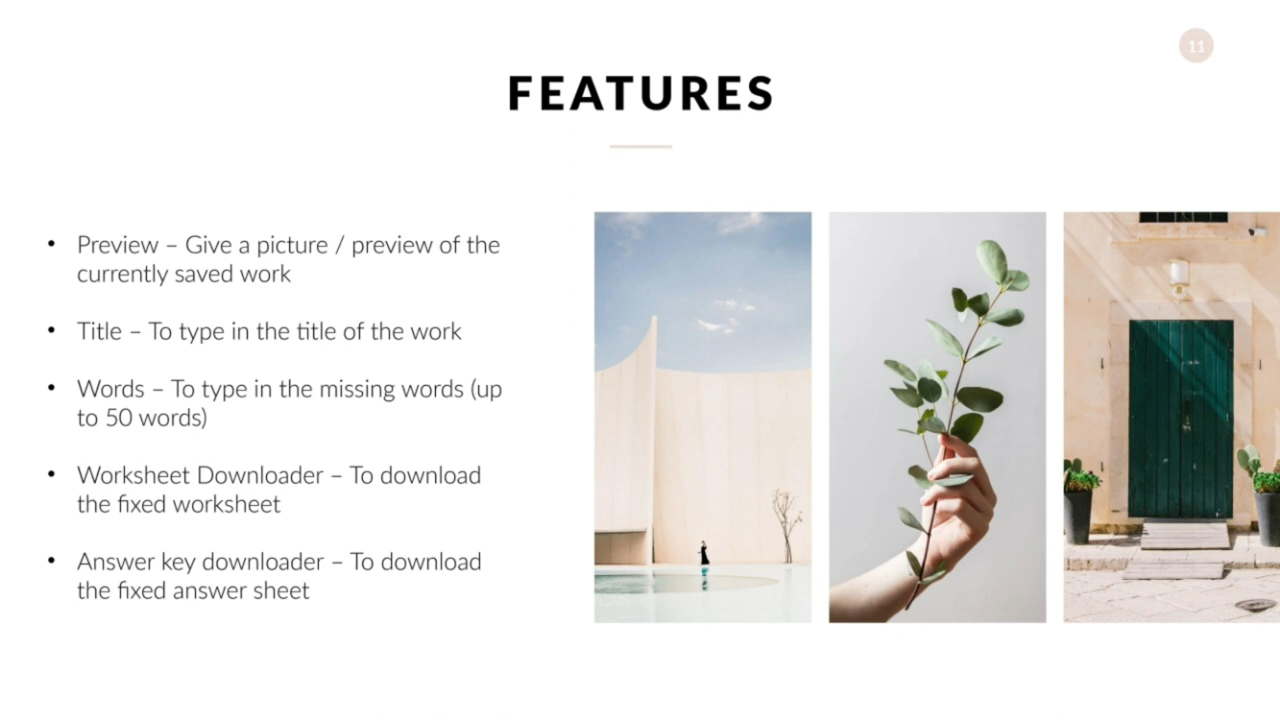 11
FEATURES
• Preview – Give a picture / preview of the
currently saved work
• Title – To type in the title of the work
• Words – To type in the missing words (up
to 50 words)
• Worksheet Downloader – To download
the fixed worksheet
• Answer key downloader – To download
the fixed answer sheet